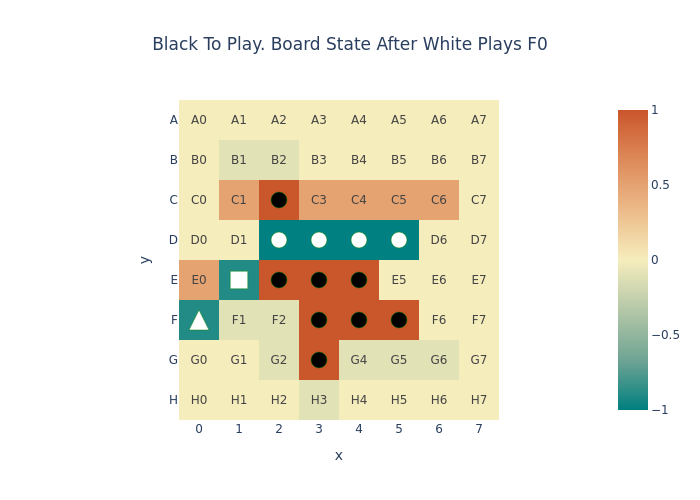 Black To Play. Board State After White Plays F0
A A0 A1 A2 A3 A4 A5 A6 A7
B B0 B1 B2 B3 B4 B5 B6 B7
C C0 C1 C3 C4 C5 C6 C7
D D0 D1 D6 D7
E E0 E5 E6 E7
F F1 F2 F6 F7
G G0 G1 G2 G4 G5 G6 G7
H H0 H1 H2 H3 H4 H5 H6 H7
0 1 2 3 4 5 6 7
x
y
1
0.5
0
−0.5
−1